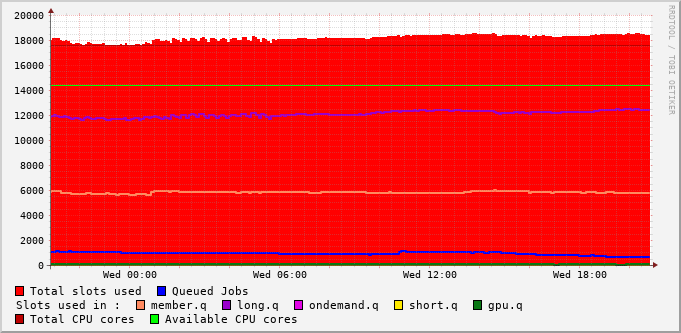 20000
18000
16000
14000
12000
10000
8000
6000
4000
2000
0
Wed 00:00 Wed 06:00 Wed 12:00 Wed 18:00
RRDTOOL / TOBI OETIKER
Total slots used Queued Jobs
Slots used in : member.q long.q ondemand.q short.q gpu.q
Total CPU cores Available CPU cores